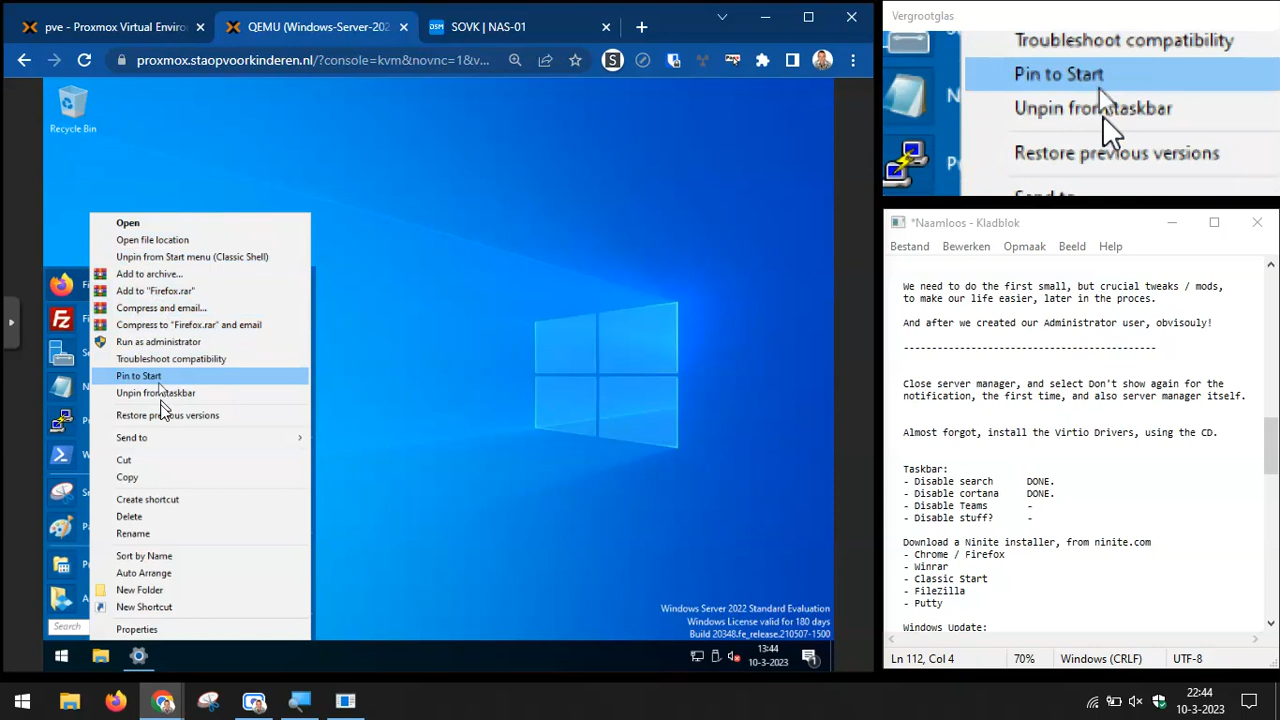 pve - Proxmox Virtual Enviro
QEMU (Windows-Server-202
DSM
SOVK | NAS-01
proxmox.staopvoorkinderen.nl/?console=kvm&novnc=1&v...
Recycle Bin
Open
Open file location
Unpin from Start menu (Classic Shell)
Add to archive...
Add to "Firefox.rar"
Compress and email...
Compress to "Firefox.rar" and email
Run as administrator
Troubleshoot compatibility
Pin to Start
Unpin from taskbar
Restore previous versions
Send to
Cut
Copy
Create shortcut
Delete
Rename
Sort by Name
Auto Arrange
New Folder
New Shortcut
Properties
Search
Windows Server 2022 Standard Evaluation
Windows License valid for 180 days
Build 20348.fe_release.210507-1500
13:44
10-3-2023
1
Vergrootglas
Troubleshoot compatibility
Pin to Start
Unpin from taskbar
Restore previous versions
Send to
*Naamloos - Kladblok
Bestand Bewerken Opmaak Beeld Help
We need to do the first small, but crucial tweaks / mods,
to make our life easier, later in the proces.
And after we created our Administrator user, obvisouly!
-----------------------------------------
Close server manager, and select Don't show again for the
notification, the first time, and also server manager itself.
Almost forgot, install the Virtio Drivers, using the CD.
Taskbar:
- Disable search DONE.
- Disable cortana DONE.
- Disable Teams -
- Disable stuff? -
Download a Ninite installer, from ninite.com
- Chrome / Firefox
- Winrar
- Classic Start
- FileZilla
- Putty
Windows Update:
Ln 112, Col 4 70% Windows (CRLF) UTF-8
22:44
10-3-2023